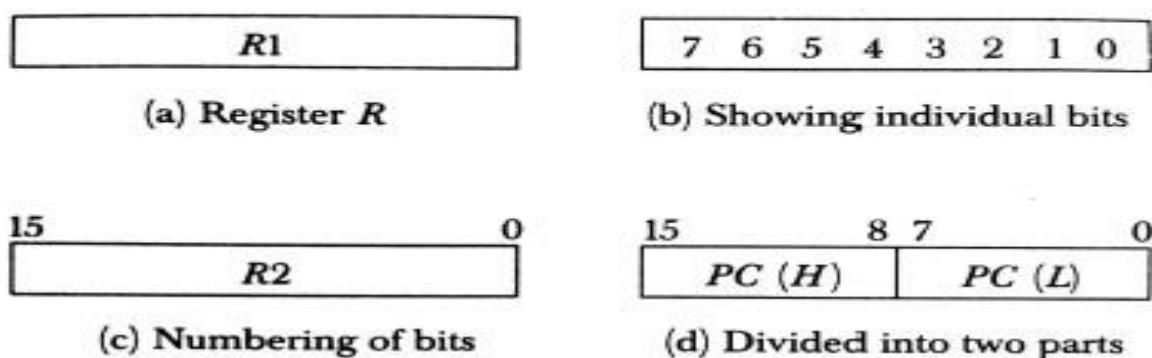 R1
7 6 5 4 3 2 1 0
(a) Register R
(b) Showing individual bits
15 0
15 8 7 0
R2
PC (H) PC (L)
(c) Numbering of bits
(d) Divided into two parts